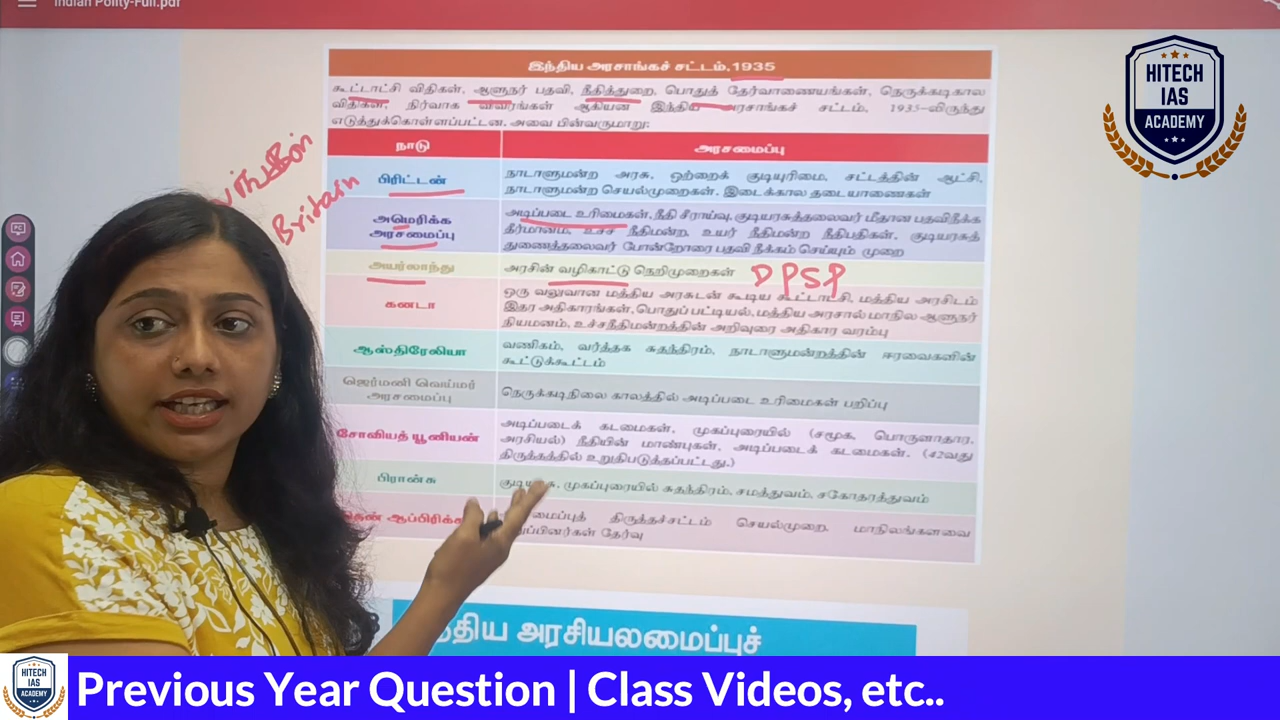 Indian Polity-Full.pdf
HITECH
IAS
ACADEMY
இந்திய அரசாங்கச் சட்டம்,1935
கூட்டாட்சி விதிகள், ஆளுநர் பதவி, நீதித்துறை, பொதுத் தேர்வாணையங்கள், நெருக்கடிகால
விதிகள், நிர்வாக விவரங்கள் ஆகியன இந்திய அரசாங்கச் சட்டம், 1935-லிருந்து
எடுத்துக்கொள்ளப்பட்டன. அவை பின்வருமாறு:
நாடு
அரசமைப்பு
பிரிட்டன்
நாடாளுமன்ற அரசு, ஒற்றைக் குடியுரிமை, சட்டத்தின் ஆட்சி,
நாடாளுமன்ற செயல்முறைகள், இடைக்கால தடையாணைகள்
Britain
அமெரிக்க
அரசமைப்பு
அடிப்படை உரிமைகள், நீதி சீராய்வு, குடியரசுத்தலைவர் மீதான பதவிநீக்க
தீர்மானம், உச்ச நீதிமன்ற, உயர் நீதிமன்ற நீதிபதிகள், குடியரசுத்
துணைத்தலைவர் போன்றோரை பதவி நீக்கம் செய்யும் முறை
அயர்லாந்து
அரசின் வழிகாட்டு நெறிமுறைகள் DPSP
கனடா
ஒரு வலுவான மத்திய அரசுடன் கூடிய கூட்டாட்சி, மத்திய அரசிடம்
இதர அதிகாரங்கள், பொதுப் பட்டியல், மத்திய அரசால் மாநில ஆளுநர்
நியமனம், உச்சநீதிமன்றத்தின் அறிவுரை அதிகார வரம்பு
ஆஸ்திரேலியா
வணிகம், வர்த்தக சுதந்திரம், நாடாளுமன்றத்தின் ஈரவைகளின்
கூட்டுக்கூட்டம்
ஜெர்மனி வெய்மர்
அரசமைப்பு
நெருக்கடிநிலை காலத்தில் அடிப்படை உரிமைகள் பறிப்பு
சோவியத் யூனியன்
அடிப்படைக் கடமைகள், முகப்புரையில் (சமூக, பொருளாதார,
அரசியல்) நீதியின் மாண்புகள், அடிப்படைக் கடமைகள், (42வது
திருத்தத்தில் உறுதிபடுத்தப்பட்டது.)
பிரான்சு
முகப்புரையில் சுதந்திரம், சமத்துவம், சகோதரத்துவம்
தென் ஆப்பிரிக்க
திருத்தச்சட்டம் செயல்முறை, மாநிலங்களவை
தேர்வு
அரசியலமைப்புச்
HITECH
IAS
ACADEMY
Previous Year Question | Class Videos, etc..